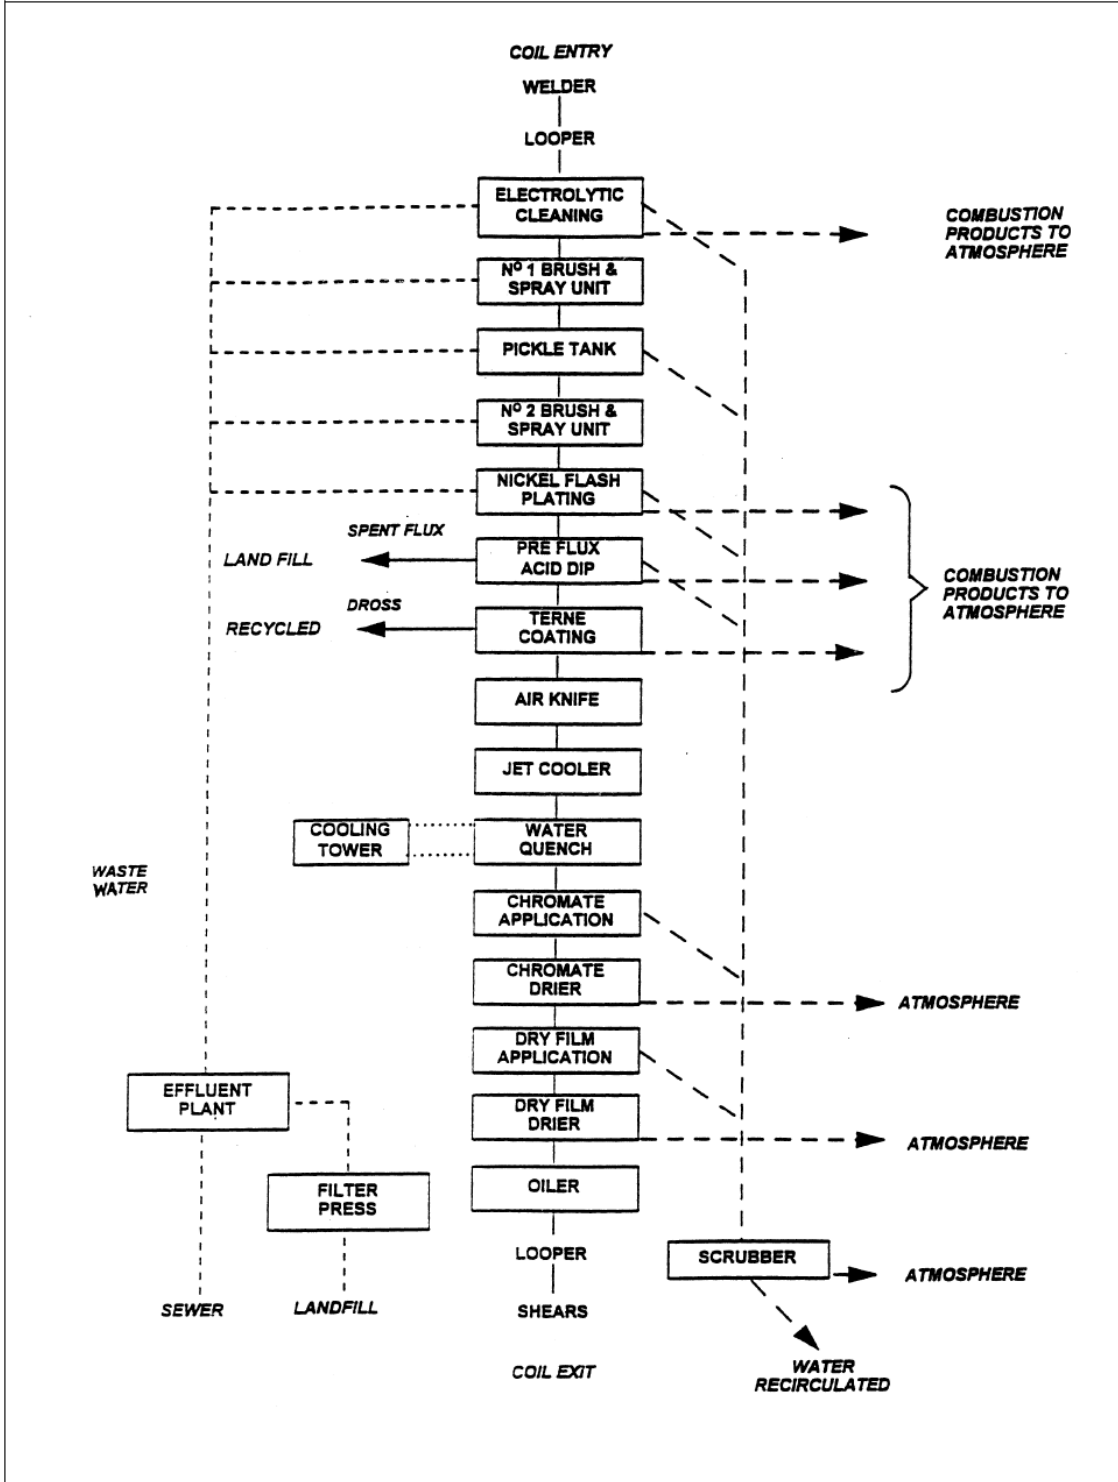 COIL ENTRY
WELDER
LOOPER
ELECTROLYTIC
CLEANING
COMBUSTION
PRODUCTS TO
ATMOSPHERE
Nº 1 BRUSH &
SPRAY UNIT
PICKLE TANK
Nº 2 BRUSH &
SPRAY UNIT
NICKEL FLASH
PLATING
SPENT FLUX
LAND FILL
PRE FLUX
ACID DIP
COMBUSTION
PRODUCTS TO
ATMOSPHERE
DROSS
RECYCLED
TERNE
COATING
AIR KNIFE
JET COOLER
COOLING
TOWER
WATER
QUENCH
WASTE
WATER
CHROMATE
APPLICATION
CHROMATE
DRIER
ATMOSPHERE
DRY FILM
APPLICATION
EFFLUENT
PLANT
DRY FILM
DRIER
ATMOSPHERE
FILTER
PRESS
OILER
LOOPER
SCRUBBER
ATMOSPHERE
SEWER
LANDFILL
SHEARS
COIL EXIT
WATER
RECIRCULATED